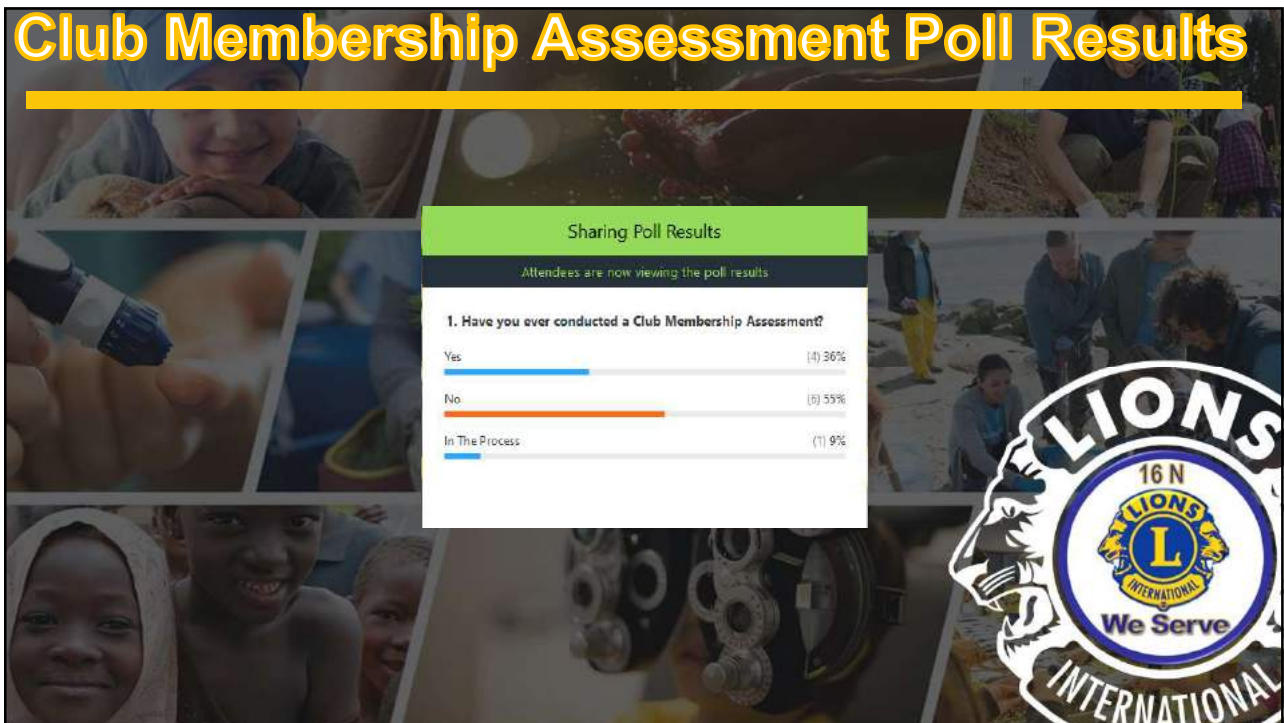 Club Membership Assessment Poll Results
Sharing Poll Results
Attendees are now viewing the poll results
1. Have you ever conducted a Club Membership Assessment?
Yes (4) 36%
No (6) 55%
In The Process (1) 9%
LIONS
16 N
LIONS
L
INTERNATIONAL
We Serve
INTERNATIONAL